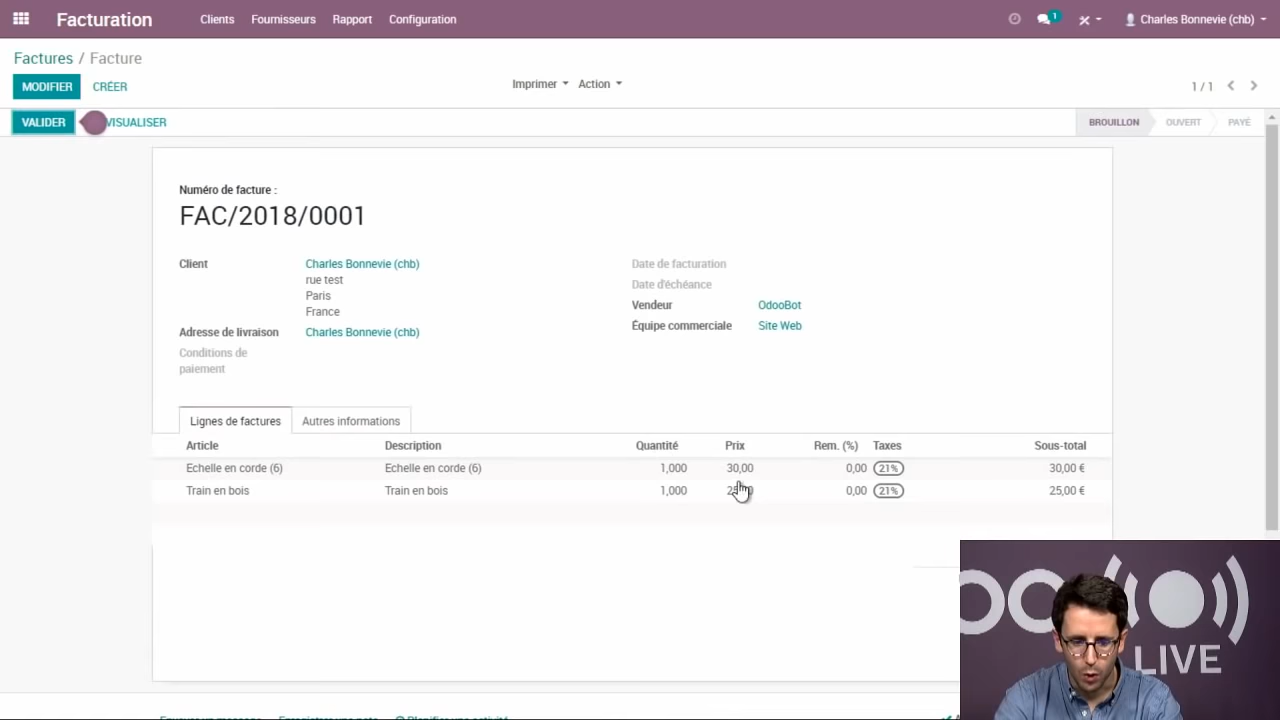 Facturation Clients Fournisseurs Rapport Configuration 1 Charles Bonnevie (chb)
Factures / Facture
MODIFIER CRÉER Imprimer Action 1 / 1
VALIDER VISUALISER BROUILLON OUVERT PAYÉ
Numéro de facture :
FAC/2018/0001
Client Charles Bonnevie (chb) Date de facturation
rue test Date d'échéance
Paris Vendeur OdooBot
France Équipe commerciale Site Web
Adresse de livraison Charles Bonnevie (chb)
Conditions de
paiement
Lignes de factures Autres informations
Article Description Quantité Prix Rem. (%) Taxes Sous-total
Echelle en corde (6) Echelle en corde (6) 1,000 30,00 0,00 21% 30,00 €
Train en bois Train en bois 1,000 0,00 21% 25,00 €
LIVE